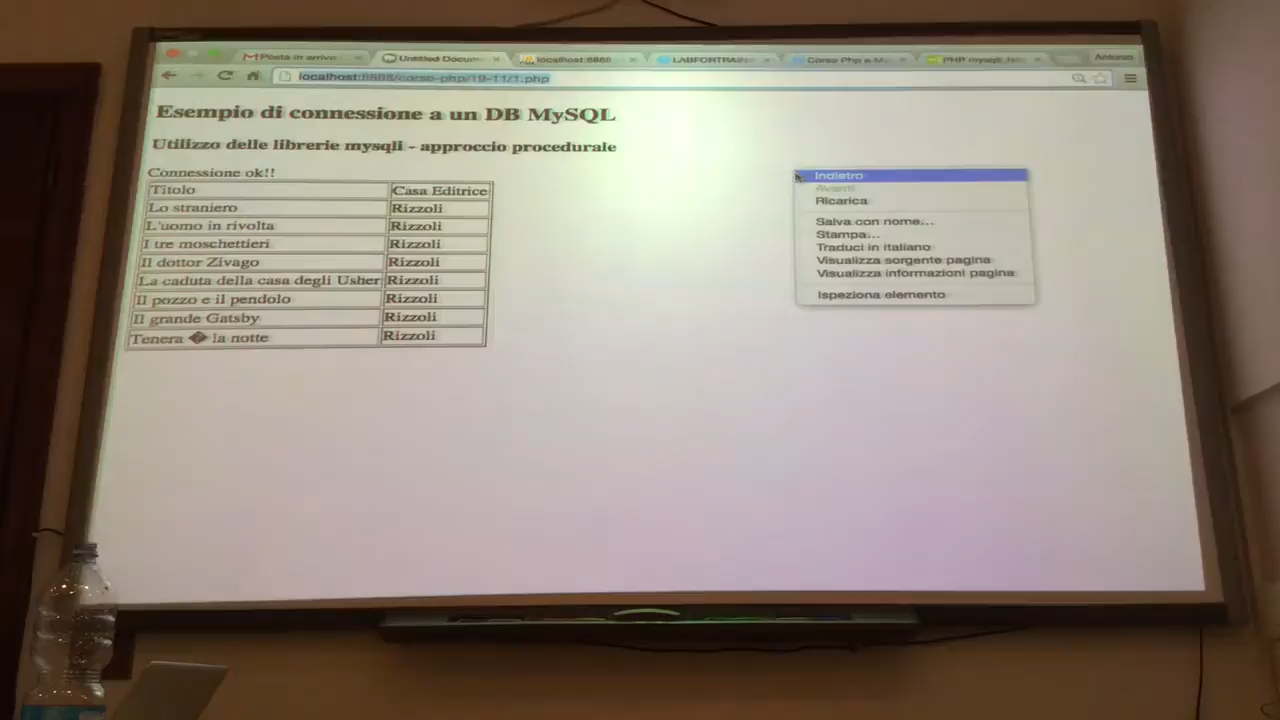 Posta in arrivo
Untitled Docum
localhost:8888
LABFORTRAIN
Corso Php e M
PHP mysqli_fetc
Antonio
localhost:8888/corso-php/19-11/1.php
Esempio di connessione a un DB MySQL
Utilizzo delle librerie mysqli - approccio procedurale
Connessione ok!!
Titolo Casa Editrice
Lo straniero Rizzoli
L'uomo in rivolta Rizzoli
I tre moschettieri Rizzoli
Il dottor Zivago Rizzoli
La caduta della casa degli Usher Rizzoli
Il pozzo e il pendolo Rizzoli
Il grande Gatsby Rizzoli
Tenera � la notte Rizzoli
Indietro
Avanti
Ricarica
Salva con nome...
Stampa...
Traduci in italiano
Visualizza sorgente pagina
Visualizza informazioni pagina
Ispeziona elemento